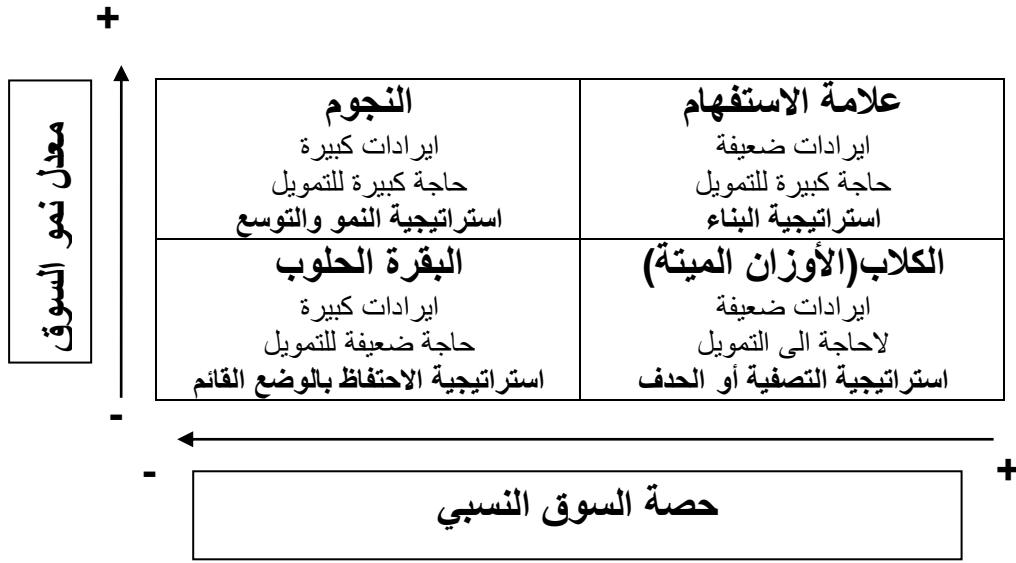 +
معدل نمو السوق
علامة الاستفهام
ايرادات ضعيفة
حاجة كبيرة للتمويل
استراتيجية البناء
النجوم
ايرادات كبيرة
حاجة كبيرة للتمويل
استراتيجية النمو والتوسع
الكلاب(الأوزان الميتة)
ايرادات ضعيفة
لاحاجة الى التمويل
استراتيجية التصفية أو الحدف
البقرة الحلوب
ايرادات كبيرة
حاجة ضعيفة للتمويل
استراتيجية الاحتفاظ بالوضع القائم
-
+
-
حصة السوق النسبي